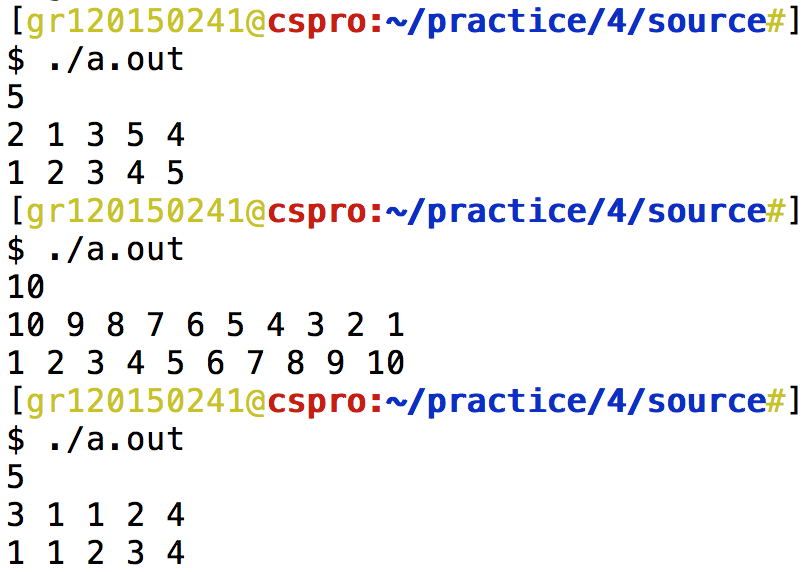 [gr120150241@cspro:~/practice/4/source#]
$ ./a.out
5
2 1 3 5 4
1 2 3 4 5
[gr120150241@cspro:~/practice/4/source#]
$ ./a.out
10
10 9 8 7 6 5 4 3 2 1
1 2 3 4 5 6 7 8 9 10
[gr120150241@cspro:~/practice/4/source#]
$ ./a.out
5
3 1 1 2 4
1 1 2 3 4